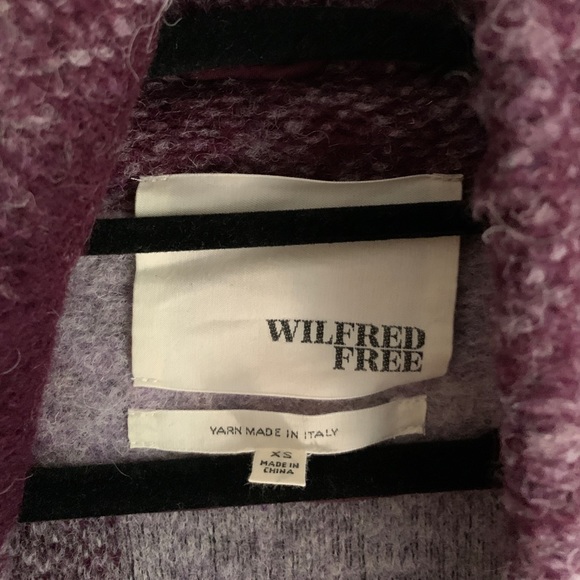 WILFRED
FREE
YARN MADE IN ITALY
XS
MADE IN
CHINA